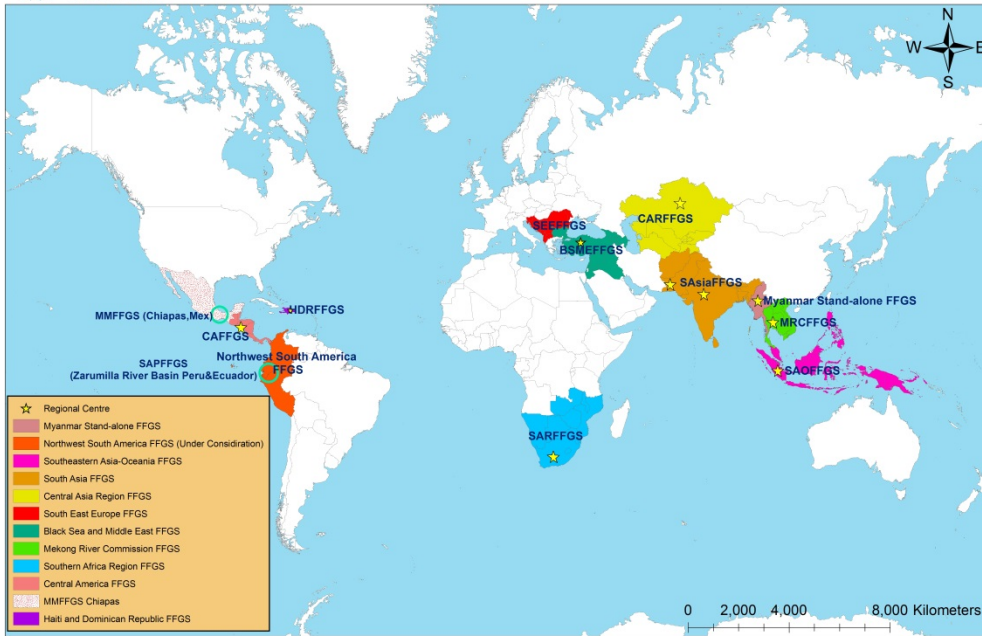 N
W E
S
SEEFFGS
CARFFGS
BSMEFFGS
SAsiaFFGS
Myanmar Stand-alone FFGS
HDRFFGS
MMFFGS (Chiapas,Mex)
MRCFFGS
CAFFGS
Northwest South America
FFGS
SAPFFGS
(Zarumilla River Basin Peru&Ecuador)
SAOFFGS
SARFFGS
Regional Centre
Myanmar Stand-alone FFGS
Northwest South America FFGS (Under Considiration)
Southeastern Asia-Oceania FFGS
South Asia FFGS
Central Asia Region FFGS
South East Europe FFGS
Black Sea and Middle East FFGS
Mekong River Commission FFGS
Southern Africa Region FFGS
Central America FFGS
MMFFGS Chiapas
Haiti and Dominican Republic FFGS
0 2,000 4,000 8,000 Kilometers